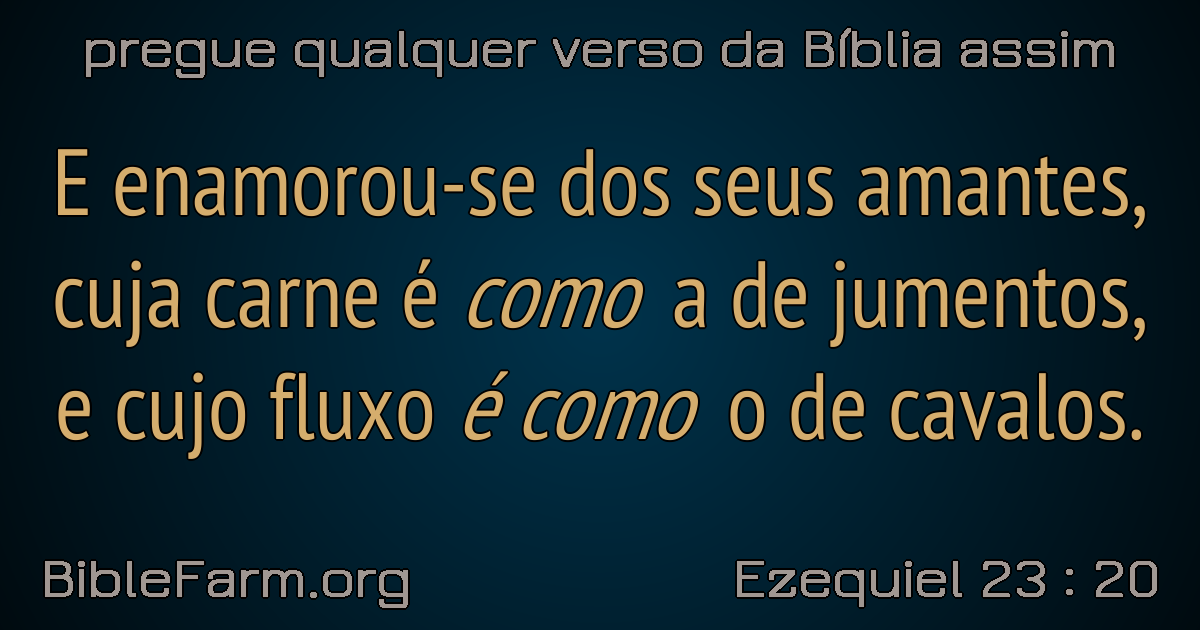 pregue qualquer verso da Bíblia assim
E enamorou-se dos seus amantes,
cuja carne é como a de jumentos,
e cujo fluxo é como o de cavalos.
BibleFarm.org
Ezequiel 23 : 20